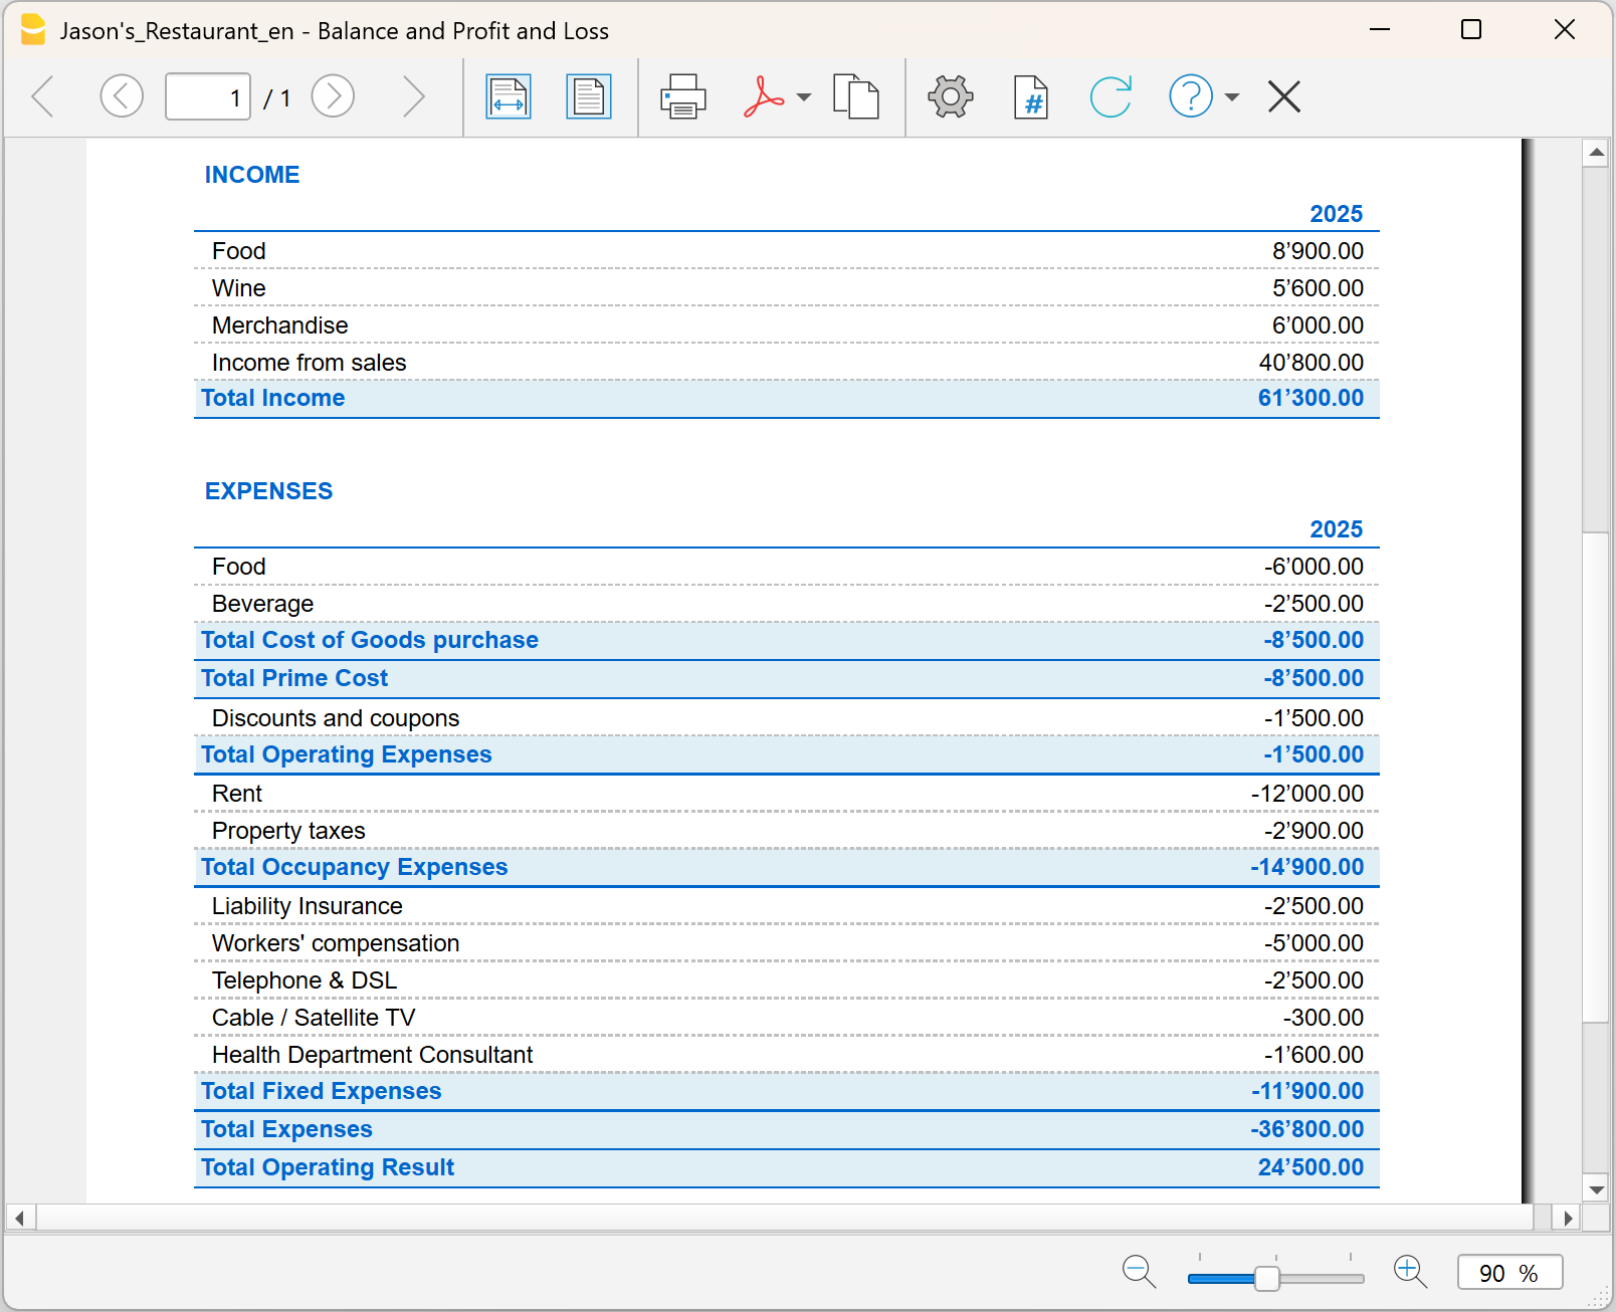 Jason's_Restaurant_en - Balance and Profit and Loss
1 / 1 # ?
INCOME
2025
Food 8’900.00
Wine 5’600.00
Merchandise 6’000.00
Income from sales 40’800.00
Total Income 61’300.00
EXPENSES
2025
Food -6’000.00
Beverage -2’500.00
Total Cost of Goods purchase -8’500.00
Total Prime Cost -8’500.00
Discounts and coupons -1’500.00
Total Operating Expenses -1’500.00
Rent -12’000.00
Property taxes -2’900.00
Total Occupancy Expenses -14’900.00
Liability Insurance -2’500.00
Workers' compensation -5’000.00
Telephone & DSL -2’500.00
Cable / Satellite TV -300.00
Health Department Consultant -1’600.00
Total Fixed Expenses -11’900.00
Total Expenses -36’800.00
Total Operating Result 24’500.00
90 %